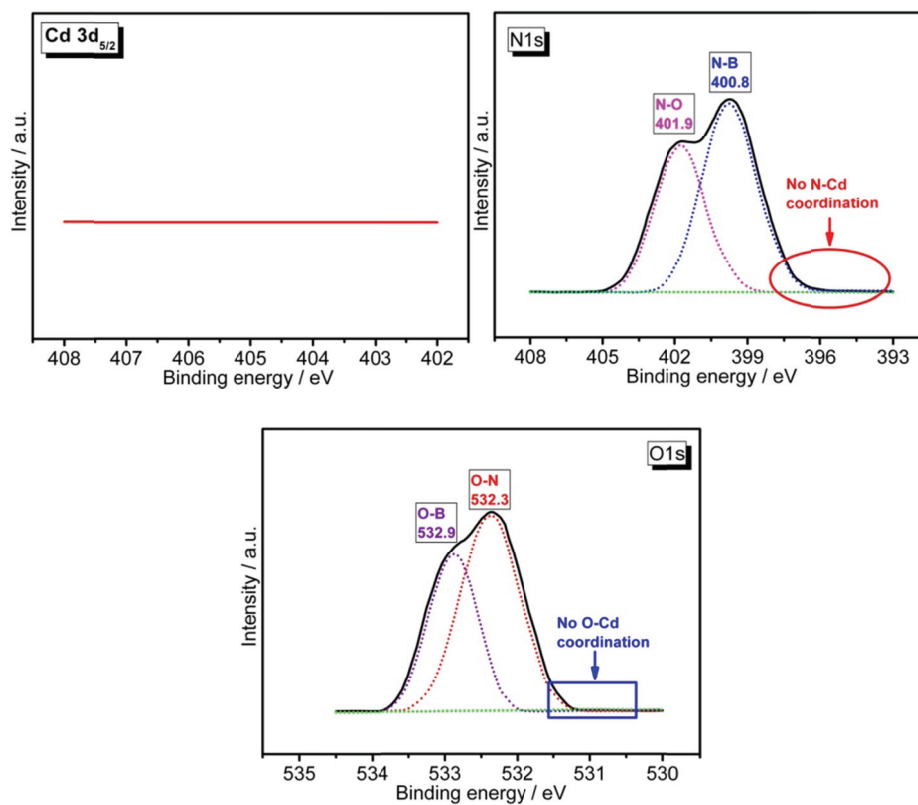 Cd 3d5/2
Intensity / a.u.
408 407 406 405 404 403 402
Binding energy / eV
N1s
N-B
400.8
N-O
401.9
No N-Cd
coordination
Intensity / a.u.
408 405 402 399 396 393
Binding energy / eV
O1s
O-N
532.3
O-B
532.9
No O-Cd
coordination
Intensity / a.u.
535 534 533 532 531 530
Binding energy / eV